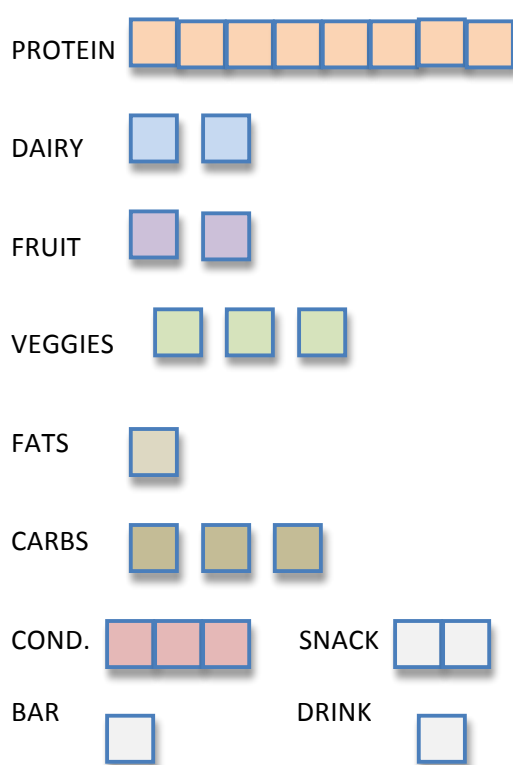 PROTEIN
DAIRY
FRUIT
VEGGIES
FATS
CARBS
COND. SNACK
BAR DRINK